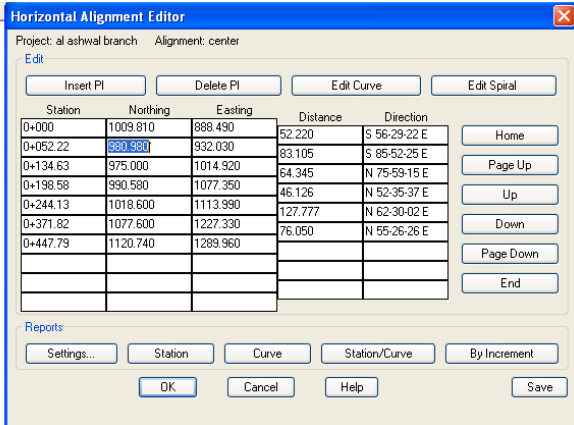 Horizontal Alignment Editor
Project: al ashwal branch Alignment: center
Edit
Insert PI Delete PI Edit Curve Edit Spiral
Station Northing Easting Distance Direction
0+000 1009.810 888.490
52.220 S 56-29-22 E
0+052.22 980.980 932.030
83.105 S 85-52-25 E
0+134.63 975.000 1014.920
64.345 N 75-59-15 E
0+198.58 990.580 1077.350
46.126 N 52-35-37 E
0+244.13 1018.600 1113.990
127.777 N 62-30-02 E
0+371.82 1077.600 1227.330
76.050 N 55-26-26 E
0+447.79 1120.740 1289.960
Home
Page Up
Up
Down
Page Down
End
Reports
Settings... Station Curve Station/Curve By Increment
OK Cancel Help Save